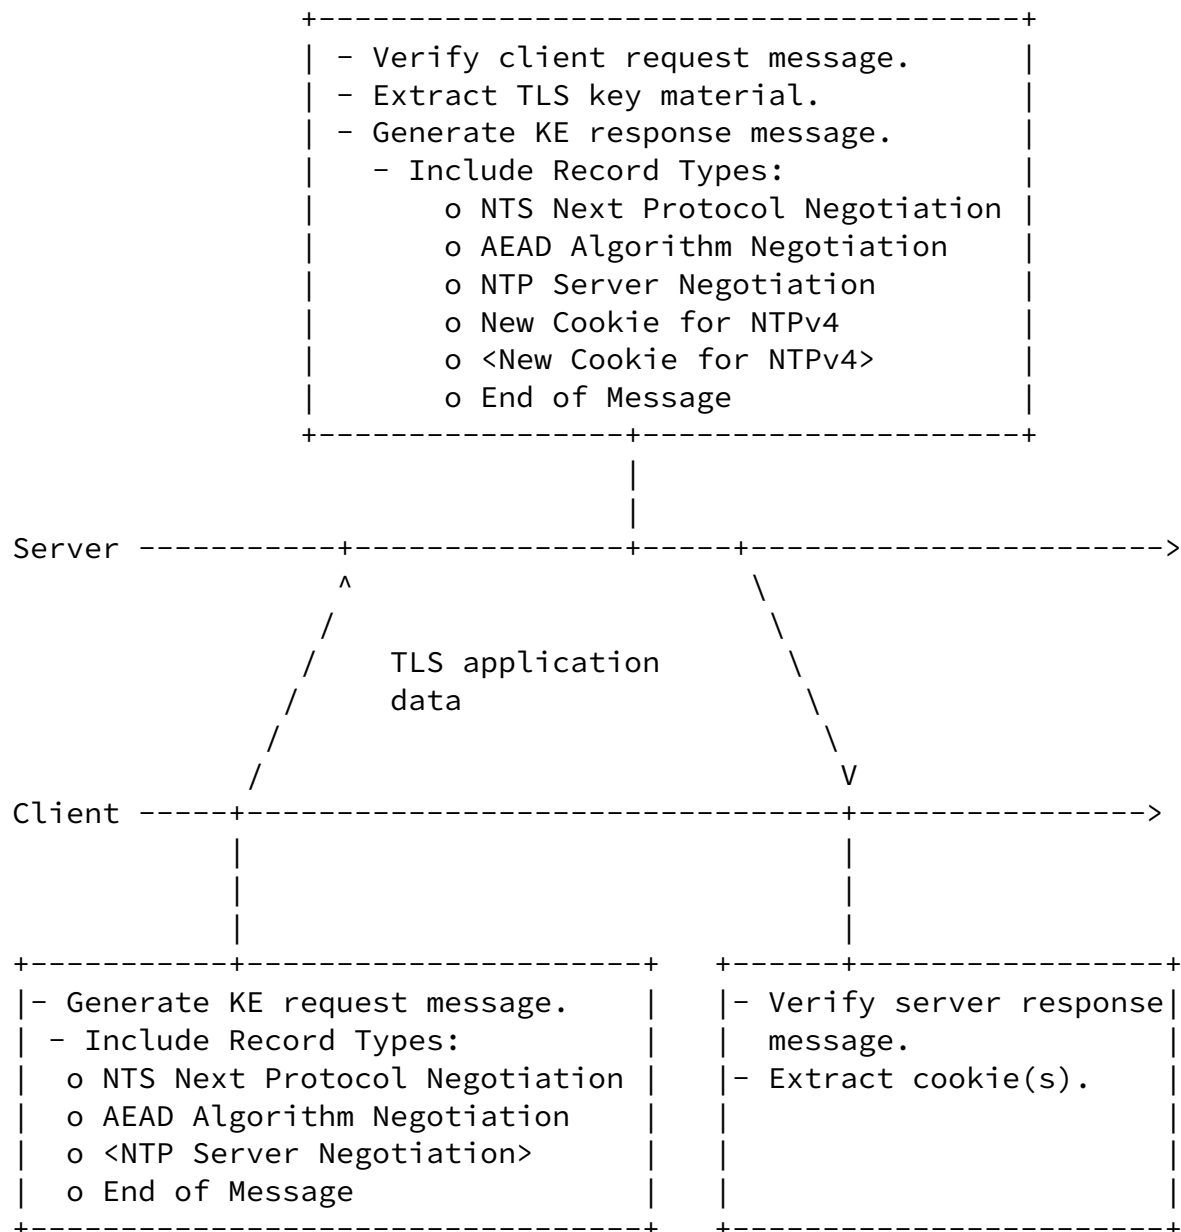 - Verify client request message.
- Extract TLS key material.
- Generate KE response message.
- Include Record Types:
o NTS Next Protocol Negotiation
o AEAD Algorithm Negotiation
o NTP Server Negotiation
o New Cookie for NTPv4
o <New Cookie for NTPv4>
o End of Message
Server
TLS application
data
Client
- Generate KE request message.
- Include Record Types:
o NTS Next Protocol Negotiation
o AEAD Algorithm Negotiation
o <NTP Server Negotiation>
o End of Message
- Verify server response
message.
- Extract cookie(s).